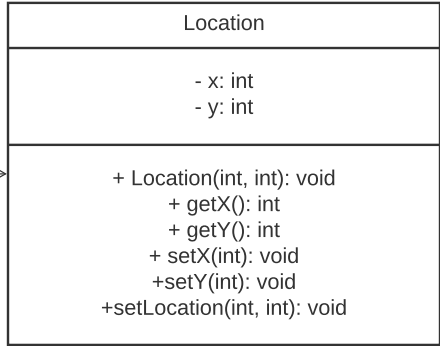 Location
- x: int
- y: int
+ Location(int, int): void
+ getX(): int
+ getY(): int
+ setX(int): void
+setY(int): void
+setLocation(int, int): void